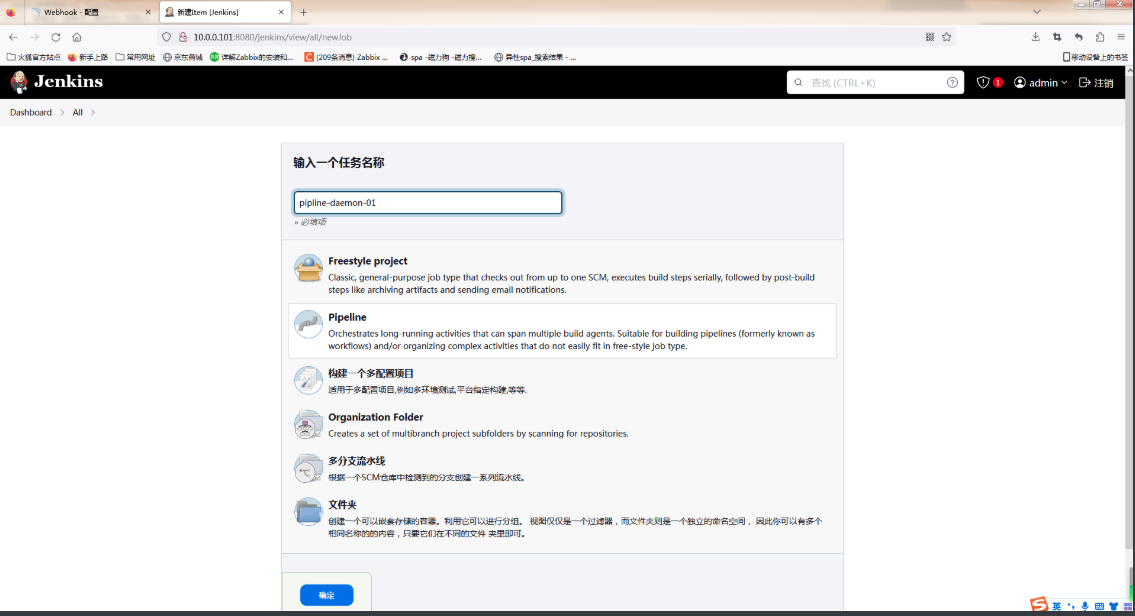 Webhook - 配置
新建Item [Jenkins]
10.0.0.101:8080/jenkins/view/all/newJob
火狐官方站点 新手上路 常用网址 京东商城 详解Zabbix的安装和... (209条消息) Zabbix ... spa -磁力狗 -磁力搜... 异性spa_搜索结果 - ... 移动设备上的书签
Jenkins
查找 (CTRL+K)
1
admin
注销
Dashboard
All
输入一个任务名称
pipline-daemon-01
» 必填项
Freestyle project
Classic, general-purpose job type that checks out from up to one SCM, executes build steps serially, followed by post-build
steps like archiving artifacts and sending email notifications.
Pipeline
Orchestrates long-running activities that can span multiple build agents. Suitable for building pipelines (formerly known as
workflows) and/or organizing complex activities that do not easily fit in free-style job type.
构建一个多配置项目
适用于多配置项目,例如多环境测试,平台指定构建,等等.
Organization Folder
Creates a set of multibranch project subfolders by scanning for repositories.
多分支流水线
根据一个SCM仓库中检测到的分支创建一系列流水线。
文件夹
创建一个可以嵌套存储的容器。利用它可以进行分组。 视图仅仅是一个过滤器，而文件夹则是一个独立的命名空间， 因此你可以有多个
相同名称的的内容，只要它们在不同的文件 夹里即可。
确定
英